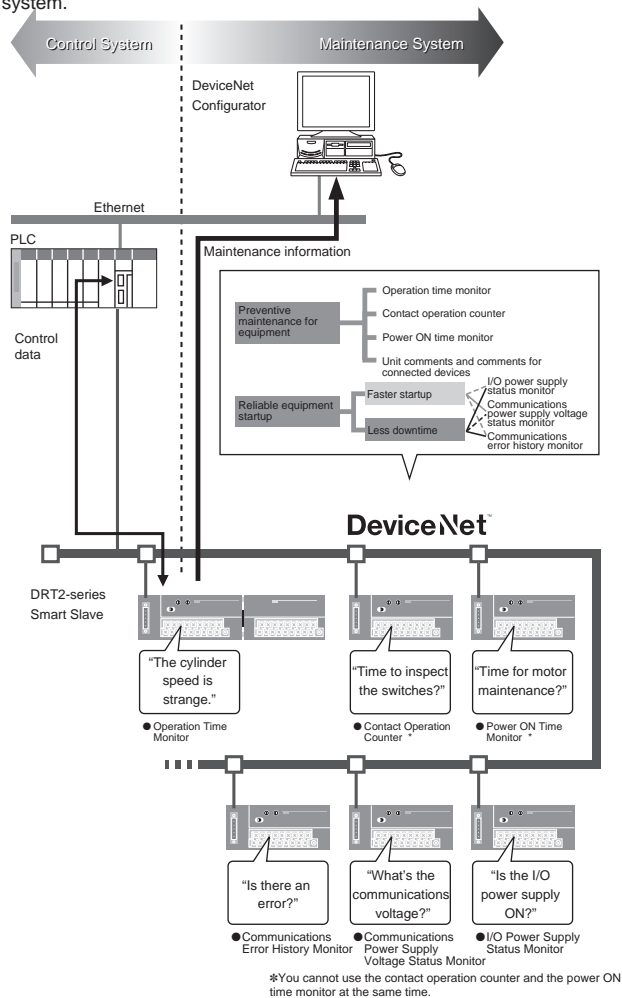 system.
Control System
Maintenance System
DeviceNet
Configurator
Ethernet
PLC
Maintenance information
Control
data
Preventive
maintenance for
equipment
Operation time monitor
Contact operation counter
Power ON time monitor
Unit comments and comments for
connected devices
Reliable equipment
startup
Faster startup
Less downtime
I/O power supply
status monitor
Communications
power supply voltage
status monitor
Communications
error history monitor
DeviceNet™
DRT2-series
Smart Slave
“The cylinder
speed is
strange.”
“Time to inspect
the switches?”
“Time for motor
maintenance?”
●Operation Time
Monitor
●Contact Operation
Counter *
●Power ON Time
Monitor *
“Is there an
error?”
“What's the
communications
voltage?”
“Is the I/O
power supply
ON?”
●Communications
Error History Monitor
●Communications
Power Supply
Voltage Status Monitor
●I/O Power Supply
Status Monitor
✽You cannot use the contact operation counter and the power ON
time monitor at the same time.